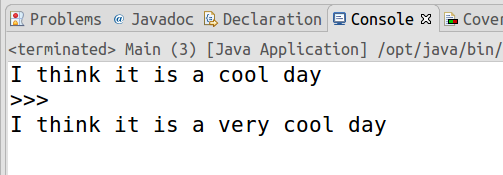 Problems @ Javadoc Declaration Console Cover
<terminated> Main (3) [Java Application] /opt/java/bin/
I think it is a cool day
>>>
I think it is a very cool day